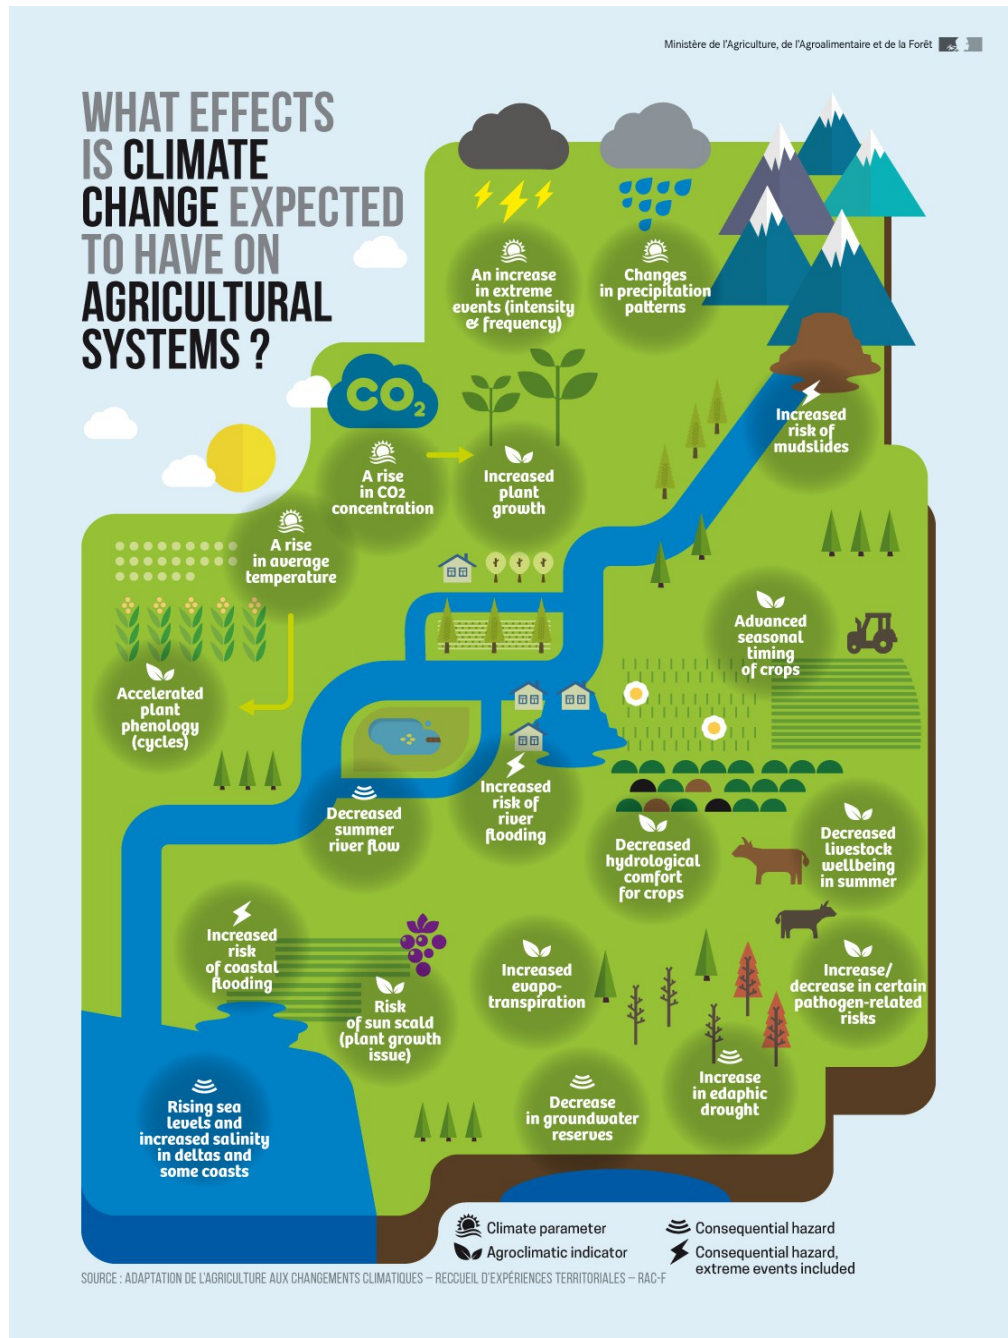 Ministère de l'Agriculture, de l'Agroalimentaire et de la Forêt
WHAT EFFECTS
IS CLIMATE
CHANGE EXPECTED
TO HAVE ON
AGRICULTURAL
SYSTEMS ?
An increase
in extreme
events (intensity
& frequency)
Changes
in precipitation
patterns
CO2
Increased
risk of
mudslides
A rise
in CO2
concentration
Increased
plant
growth
A rise
in average
temperature
Advanced
seasonal
timing
of crops
Accelerated
plant
phenology
(cycles)
Decreased
summer
river flow
Increased
risk of
river
flooding
Decreased
hydrological
comfort
for crops
Decreased
livestock
wellbeing
in summer
Increased
risk
of coastal
flooding
Risk
of sun scald
(plant growth
issue)
Increased
evapo-
transpiration
Increase/
decrease in certain
pathogen-related
risks
Rising sea
levels and
increased salinity
in deltas and
some coasts
Decrease
in groundwater
reserves
Increase
in edaphic
drought
Climate parameter
Agroclimatic indicator
Consequential hazard
Consequential hazard,
extreme events included
SOURCE : ADAPTATION DE L'AGRICULTURE AUX CHANGEMENTS CLIMATIQUES – RECCUEIL D'EXPÉRIENCES TERRITORIALES – RAC-F